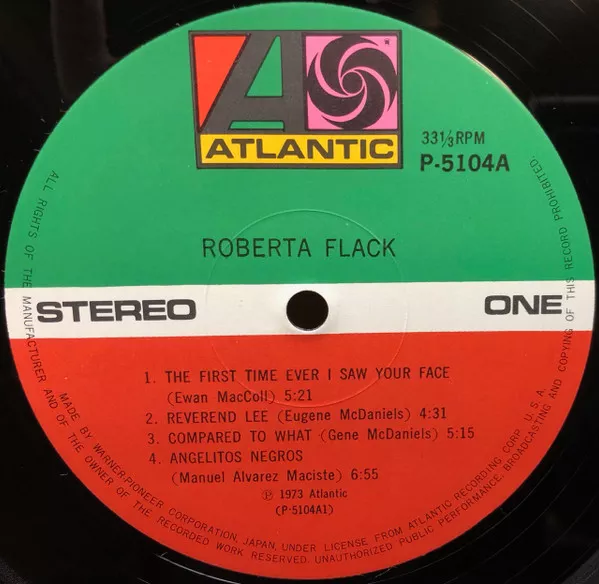 ATLANTIC
33⅓ RPM
P-5104A
ROBERTA FLACK
STEREO
ONE
1. THE FIRST TIME EVER I SAW YOUR FACE
(Ewan MacColl) 5:21
2. REVEREND LEE (Eugene McDaniels) 4:31
3. COMPARED TO WHAT (Gene McDaniels) 5:15
4. ANGELITOS NEGROS
(Manuel Alvarez Maciste) 6:55
℗ 1973 Atlantic
(P-5104A1)
MADE BY WARNER-PIONEER CORPORATION, JAPAN, UNDER LICENSE FROM ATLANTIC RECORDING CORP. U.S.A.
ALL RIGHTS OF THE MANUFACTURER AND OF THE OWNER OF THE RECORDED WORK RESERVED. UNAUTHORIZED PUBLIC PERFORMANCE, BROADCASTING AND COPYING OF THIS RECORD PROHIBITED.